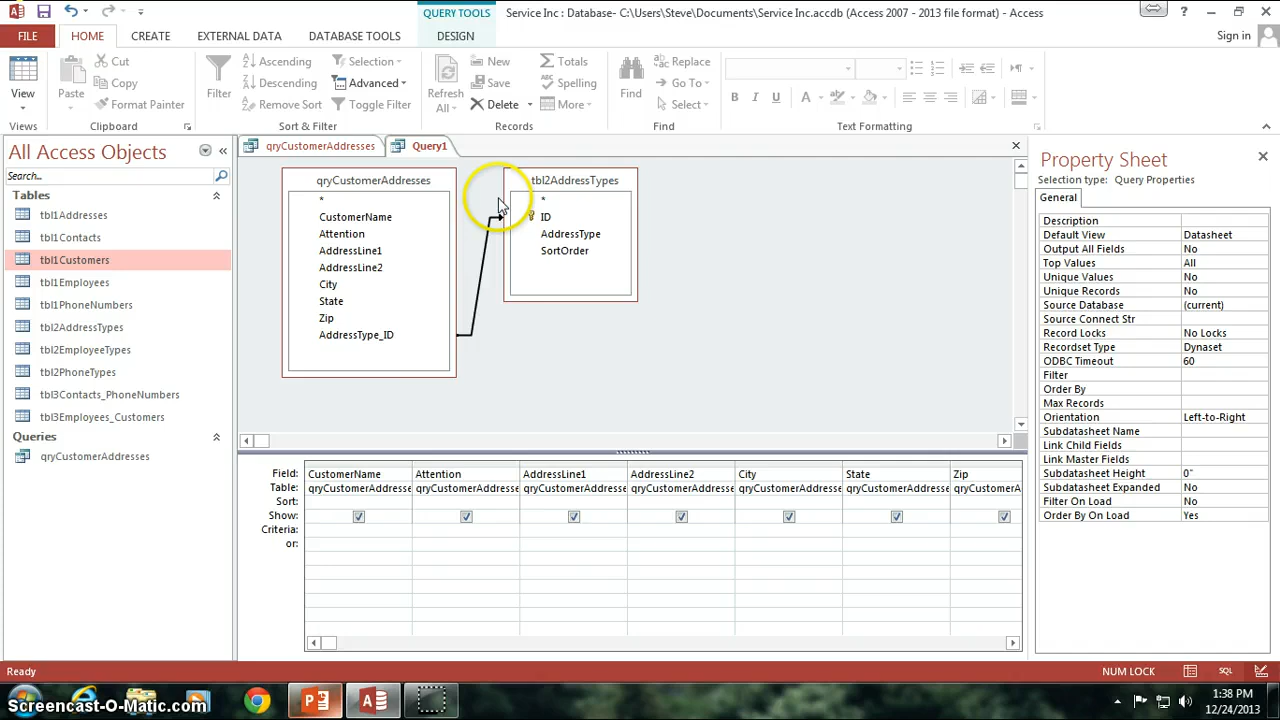 QUERY TOOLS
Service Inc : Database- C:\Users\Steve\Documents\Service Inc.accdb (Access 2007 - 2013 file format) - Access
FILE HOME CREATE EXTERNAL DATA DATABASE TOOLS DESIGN Sign in
View
Views
Paste
Cut
Copy
Format Painter
Clipboard
Filter
Ascending
Descending
Remove Sort
Selection
Advanced
Toggle Filter
Sort & Filter
Refresh
All
New
Save
Delete
Totals
Spelling
More
Records
Find
Replace
Go To
Select
Find
B I U A
Text Formatting
All Access Objects
Search...
Tables
tbl1Addresses
tbl1Contacts
tbl1Customers
tbl1Employees
tbl1PhoneNumbers
tbl2AddressTypes
tbl2EmployeeTypes
tbl2PhoneTypes
tbl3Contacts_PhoneNumbers
tbl3Employees_Customers
Queries
qryCustomerAddresses
qryCustomerAddresses Query1
qryCustomerAddresses
*
CustomerName
Attention
AddressLine1
AddressLine2
City
State
Zip
AddressType_ID
tbl2AddressTypes
*
ID
AddressType
SortOrder
Field: CustomerName Attention AddressLine1 AddressLine2 City State Zip
Table: qryCustomerAddresse qryCustomerAddresse qryCustomerAddresse qryCustomerAddresse qryCustomerAddresse qryCustomerAddresse qryCustomerA
Sort:
Show:
Criteria:
or:
Property Sheet
Selection type: Query Properties
General
Description
Default View Datasheet
Output All Fields No
Top Values All
Unique Values No
Unique Records No
Source Database (current)
Source Connect Str
Record Locks No Locks
Recordset Type Dynaset
ODBC Timeout 60
Filter
Order By
Max Records
Orientation Left-to-Right
Subdatasheet Name
Link Child Fields
Link Master Fields
Subdatasheet Height 0"
Subdatasheet Expanded No
Filter On Load No
Order By On Load Yes
Ready NUM LOCK SQL
Screencast-O-Matic.com
1:38 PM
12/24/2013